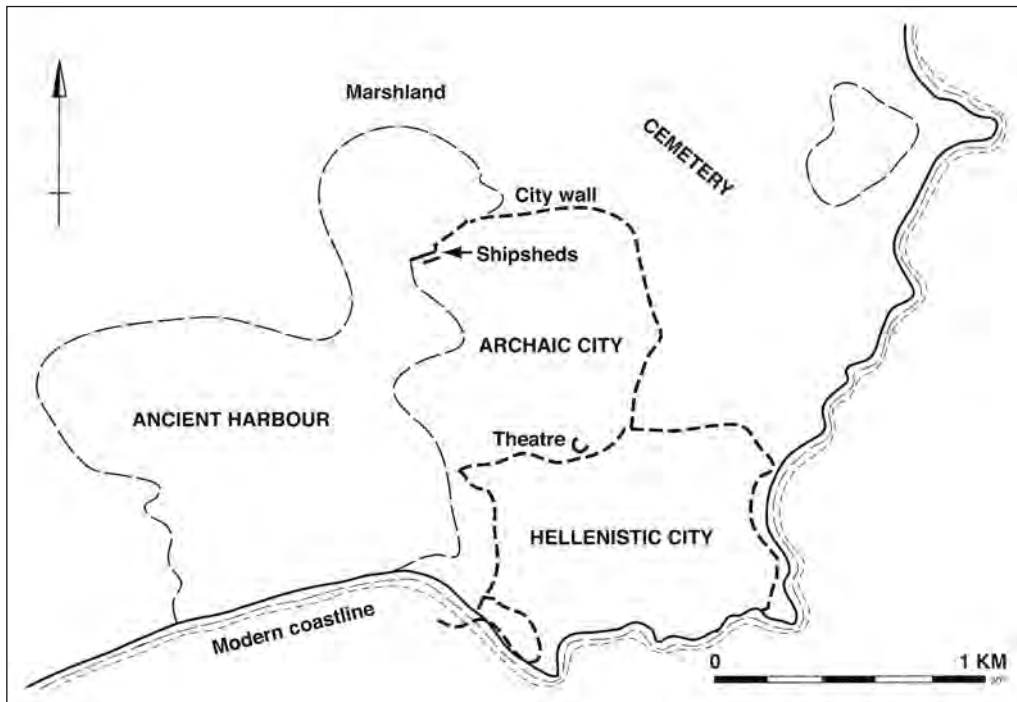 Marshland
CEMETERY
City wall
Shipsheds
ARCHAIC CITY
ANCIENT HARBOUR
Theatre
HELLENISTIC CITY
Modern coastline
0 1 KM